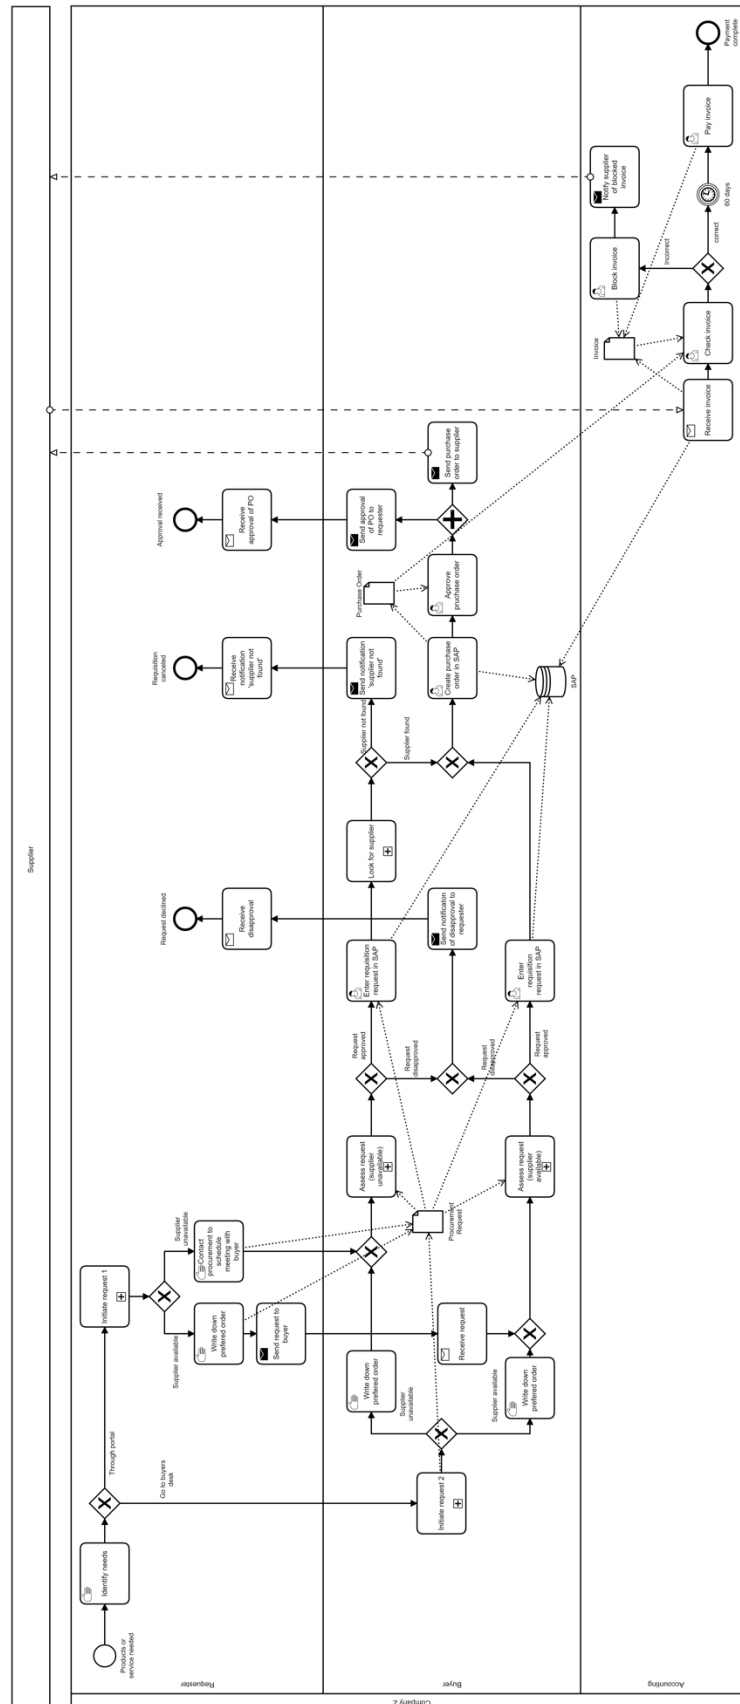 Supplier
Company Z
Requester
Buyer
Accounting
Products or
service needed
Identify needs
Through portal
Go to buyers
desk
Initiate request 1
Supplier available
Supplier
unavailable
Write down
prefered order
Contact
procurement to
schedule
meeting with
buyer
Send request to
buyer
Request declined
Receive
disapproval
Requisition
canceled
Receive
notification
'supplier not
found'
Approval received
Receive
approval of PO
Initiate request 2
Supplier
unavailable
Supplier available
Write down
prefered order
Write down
prefered order
Receive request
Procurement
Request
Assess request
(supplier
unavailable)
Assess request
(supplier
available)
Request
approved
Request
disapproved
Request
disapproved
Request
approved
Enter requisition
request in SAP
Enter
requisition
request in SAP
Send notificaton
of disapproval to
requester
Look for supplier
Supplier not found
Supplier found
Send notification
'supplier not
found'
Create purchase
order in SAP
SAP
Purchase Order
Approve
pruchase order
Send approval
of PO to
requester
Send purchase
order to supplier
Receive invoice
Check invoice
Invoice
Incorrect
correct
Block invoice
Notify supplier
of blocked
invoice
60 days
Pay invoice
Payment
complete